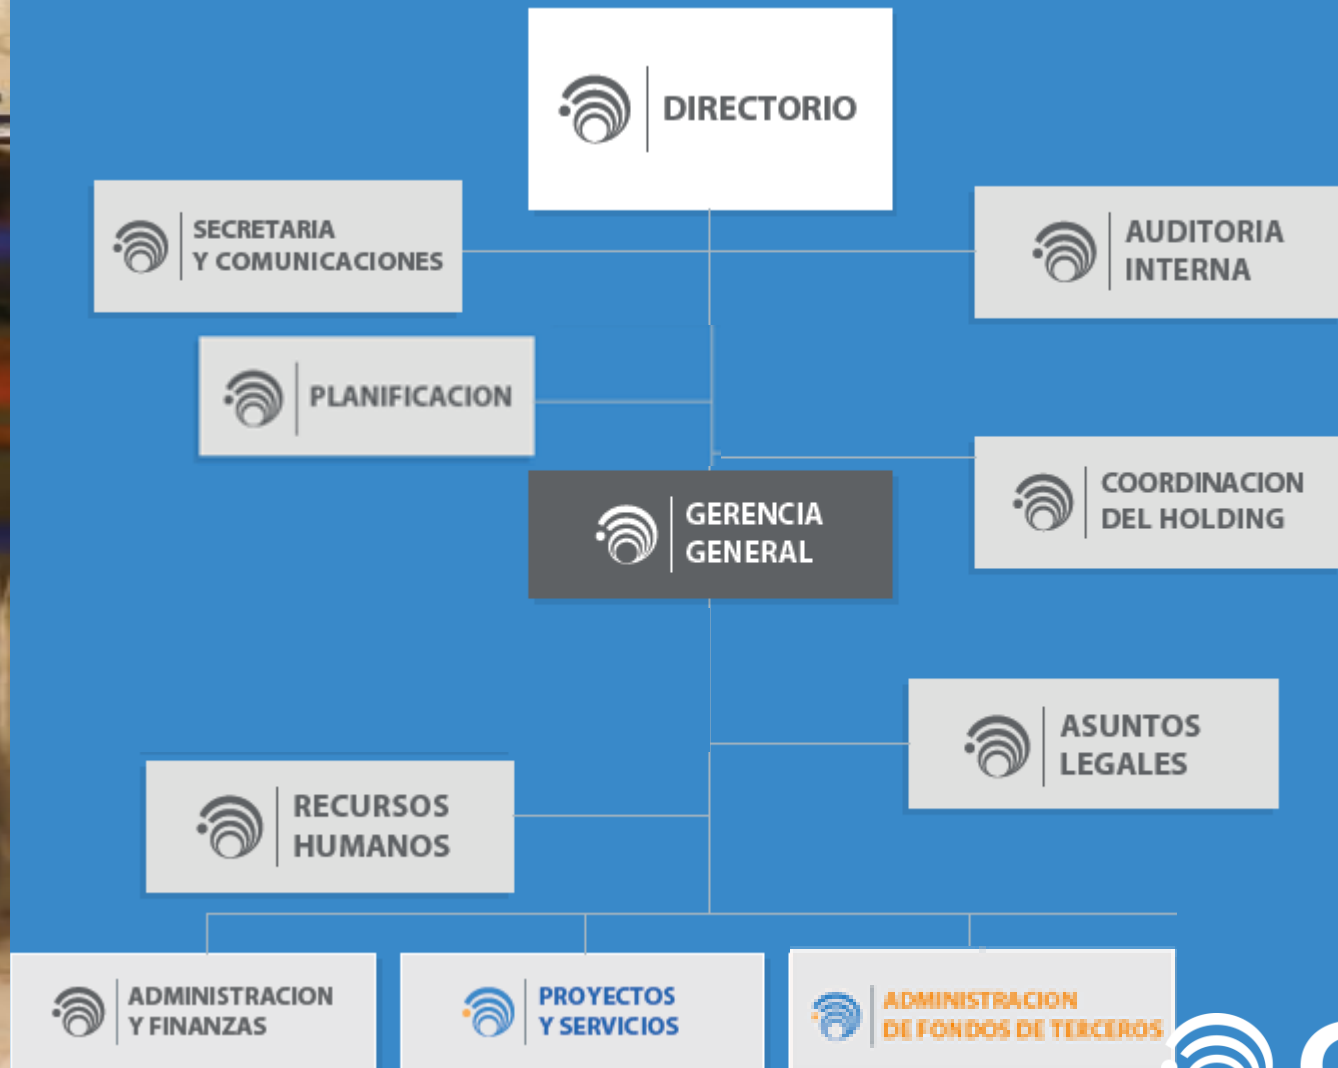 DIRECTORIO
SECRETARIA
Y COMUNICACIONES
AUDITORIA
INTERNA
PLANIFICACION
COORDINACION
DEL HOLDING
GERENCIA
GENERAL
ASUNTOS
LEGALES
RECURSOS
HUMANOS
ADMINISTRACION
Y FINANZAS
PROYECTOS
Y SERVICIOS
ADMINISTRACION
DE FONDOS DE TERCEROS